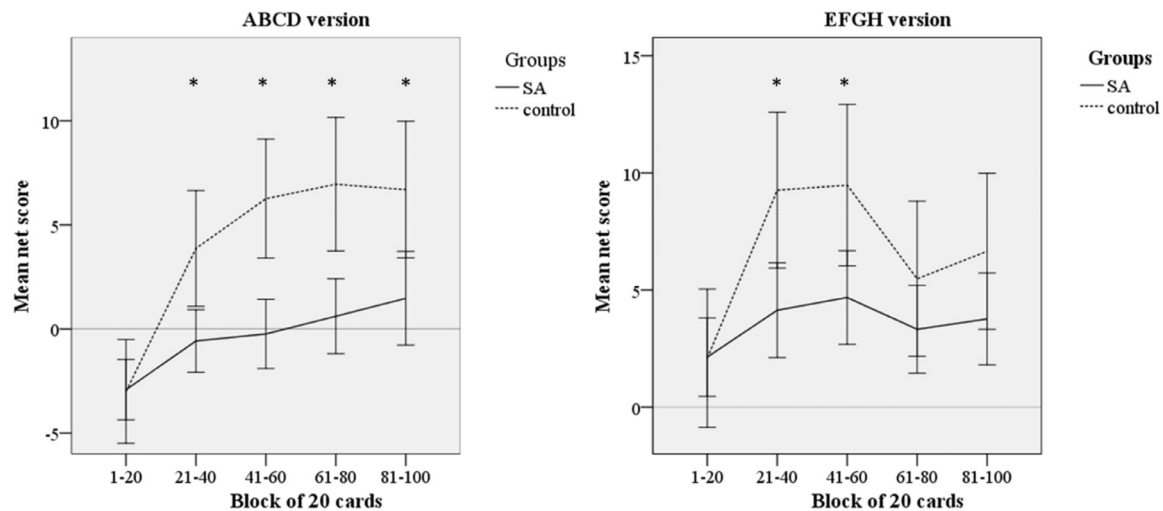 ABCD version
*
*
*
*
Groups
SA
control
Mean net score
10
5
0
-5
1-20
21-40
41-60
61-80
81-100
Block of 20 cards
EFGH version
*
*
Groups
SA
control
Mean net score
15
10
5
0
1-20
21-40
41-60
61-80
81-100
Block of 20 cards